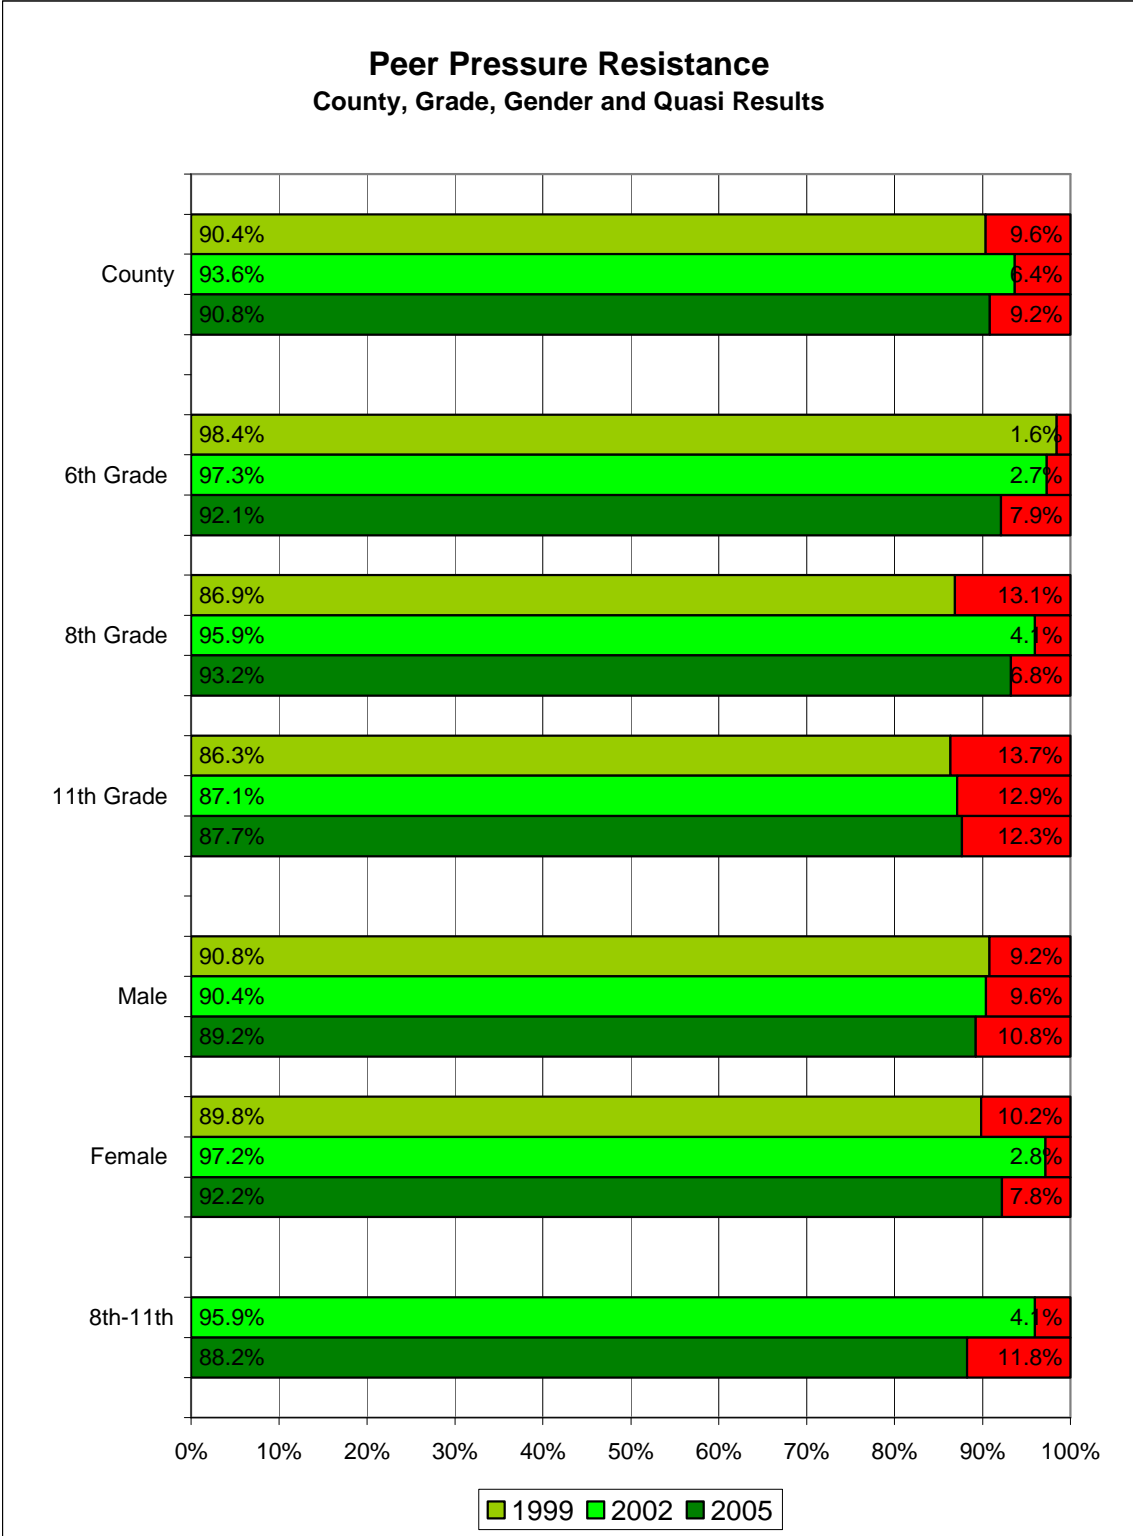 Peer Pressure Resistance
County, Grade, Gender and Quasi Results
90.4% 9.6%
County 93.6% 6.4%
90.8% 9.2%
98.4% 1.6%
6th Grade 97.3% 2.7%
92.1% 7.9%
86.9% 13.1%
8th Grade 95.9% 4.1%
93.2% 6.8%
86.3% 13.7%
11th Grade 87.1% 12.9%
87.7% 12.3%
90.8% 9.2%
Male 90.4% 9.6%
89.2% 10.8%
89.8% 10.2%
Female 97.2% 2.8%
92.2% 7.8%
8th-11th 95.9% 4.1%
88.2% 11.8%
0% 10% 20% 30% 40% 50% 60% 70% 80% 90% 100%
1999 2002 2005